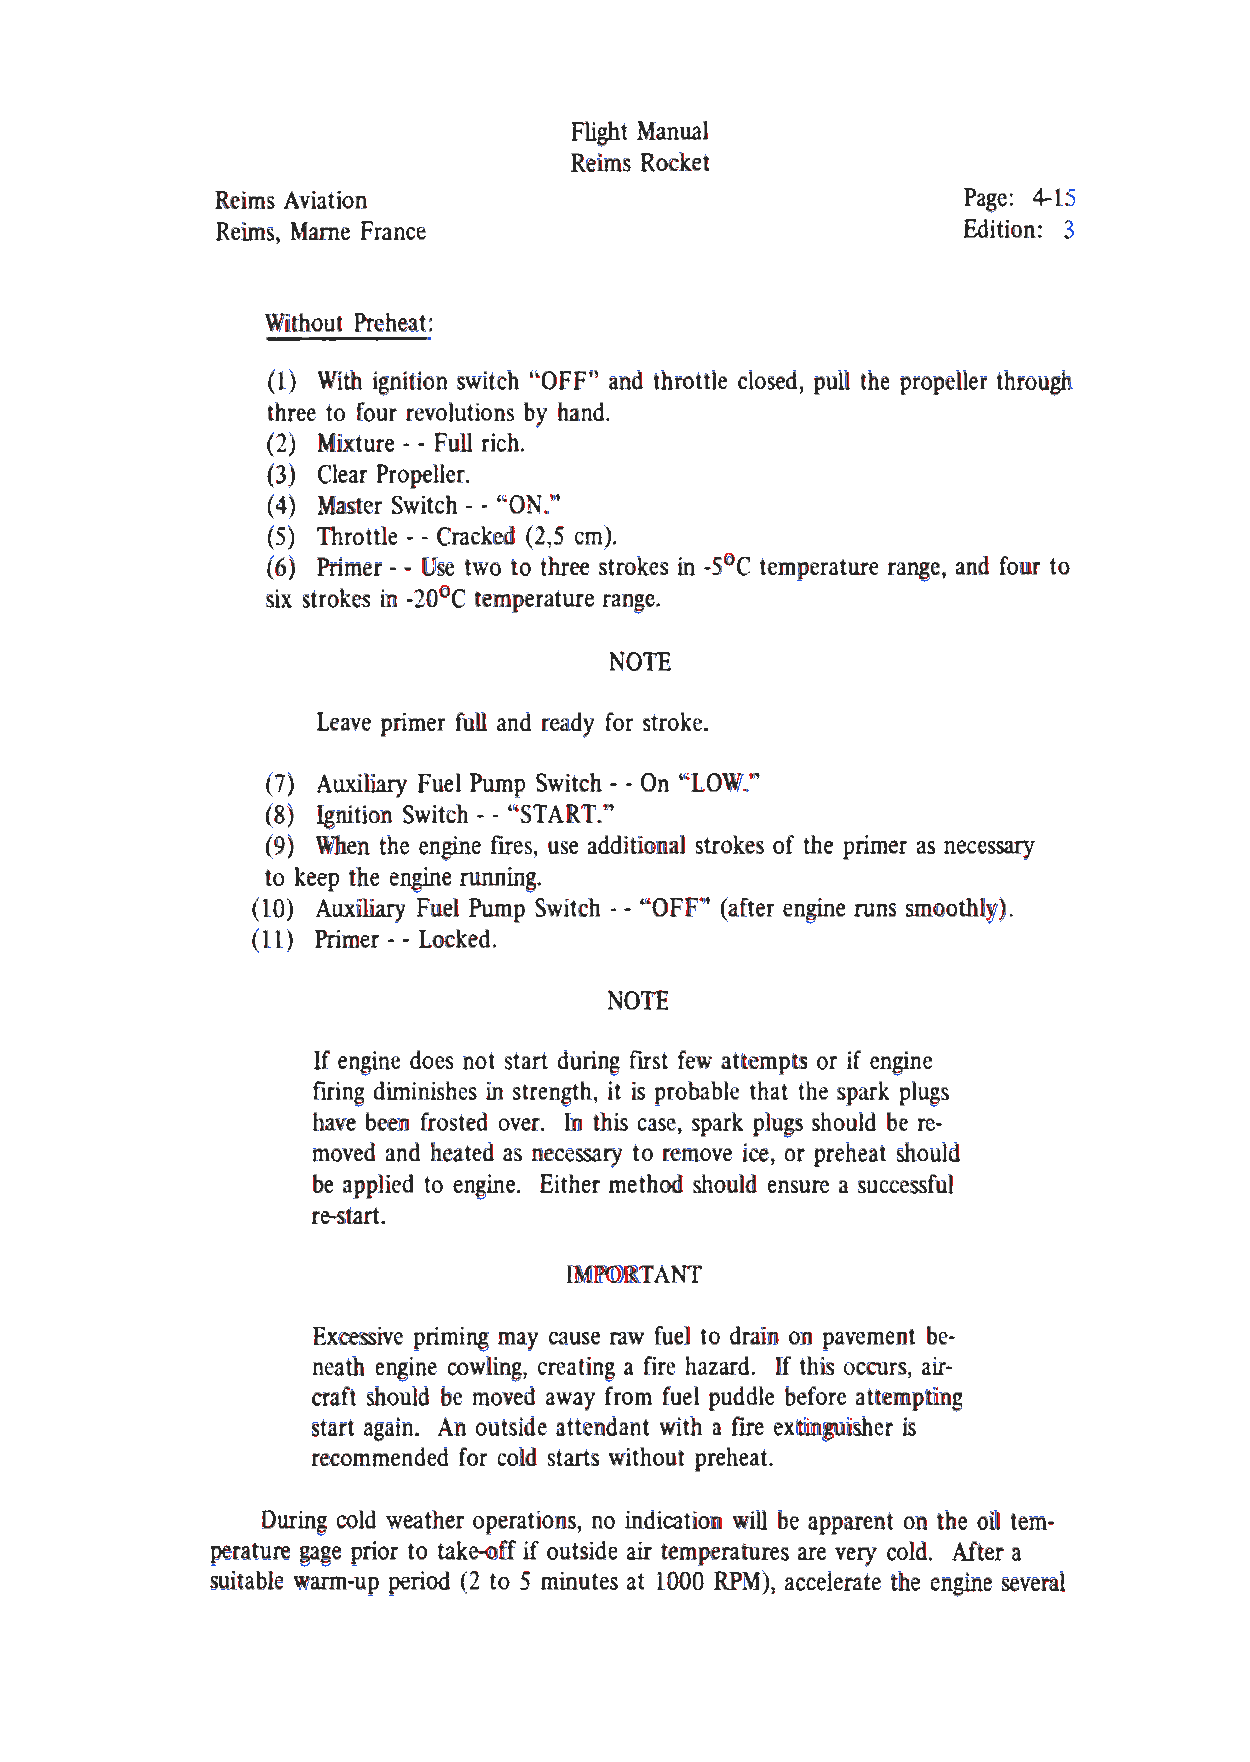 Flight Manual
Reims Rocket
Reims Aviation
Page: 4-15
Reims, Marne France
Edition: 3
Without Preheat:
(1) With ignition switch “OFF” and throttle closed, pull the propeller through
three to four revolutions by hand.
(2) Mixture - - Full rich.
(3) Clear Propeller.
(4) Master Switch - - “ON.”
(5) Throttle - - Cracked (2,5 cm).
(6) Primer - - Use two to three strokes in -5°C temperature range, and four to
six strokes in -20°C temperature range.
NOTE
Leave primer full and ready for stroke.
(7) Auxiliary Fuel Pump Switch - - On “LOW.”
(8) Ignition Switch - - “START.”
(9) When the engine fires, use additional strokes of the primer as necessary
to keep the engine running.
(10) Auxiliary Fuel Pump Switch - - “OFF” (after engine runs smoothly).
(11) Primer - - Locked.
NOTE
If engine does not start during first few attempts or if engine
firing diminishes in strength, it is probable that the spark plugs
have been frosted over. In this case, spark plugs should be re-
moved and heated as necessary to remove ice, or preheat should
be applied to engine. Either method should ensure a successful
re-start.
IMPORTANT
Excessive priming may cause raw fuel to drain on pavement be-
neath engine cowling, creating a fire hazard. If this occurs, air-
craft should be moved away from fuel puddle before attempting
start again. An outside attendant with a fire extinguisher is
recommended for cold starts without preheat.
During cold weather operations, no indication will be apparent on the oil tem-
perature gage prior to take-off if outside air temperatures are very cold. After a
suitable warm-up period (2 to 5 minutes at 1000 RPM), accelerate the engine several